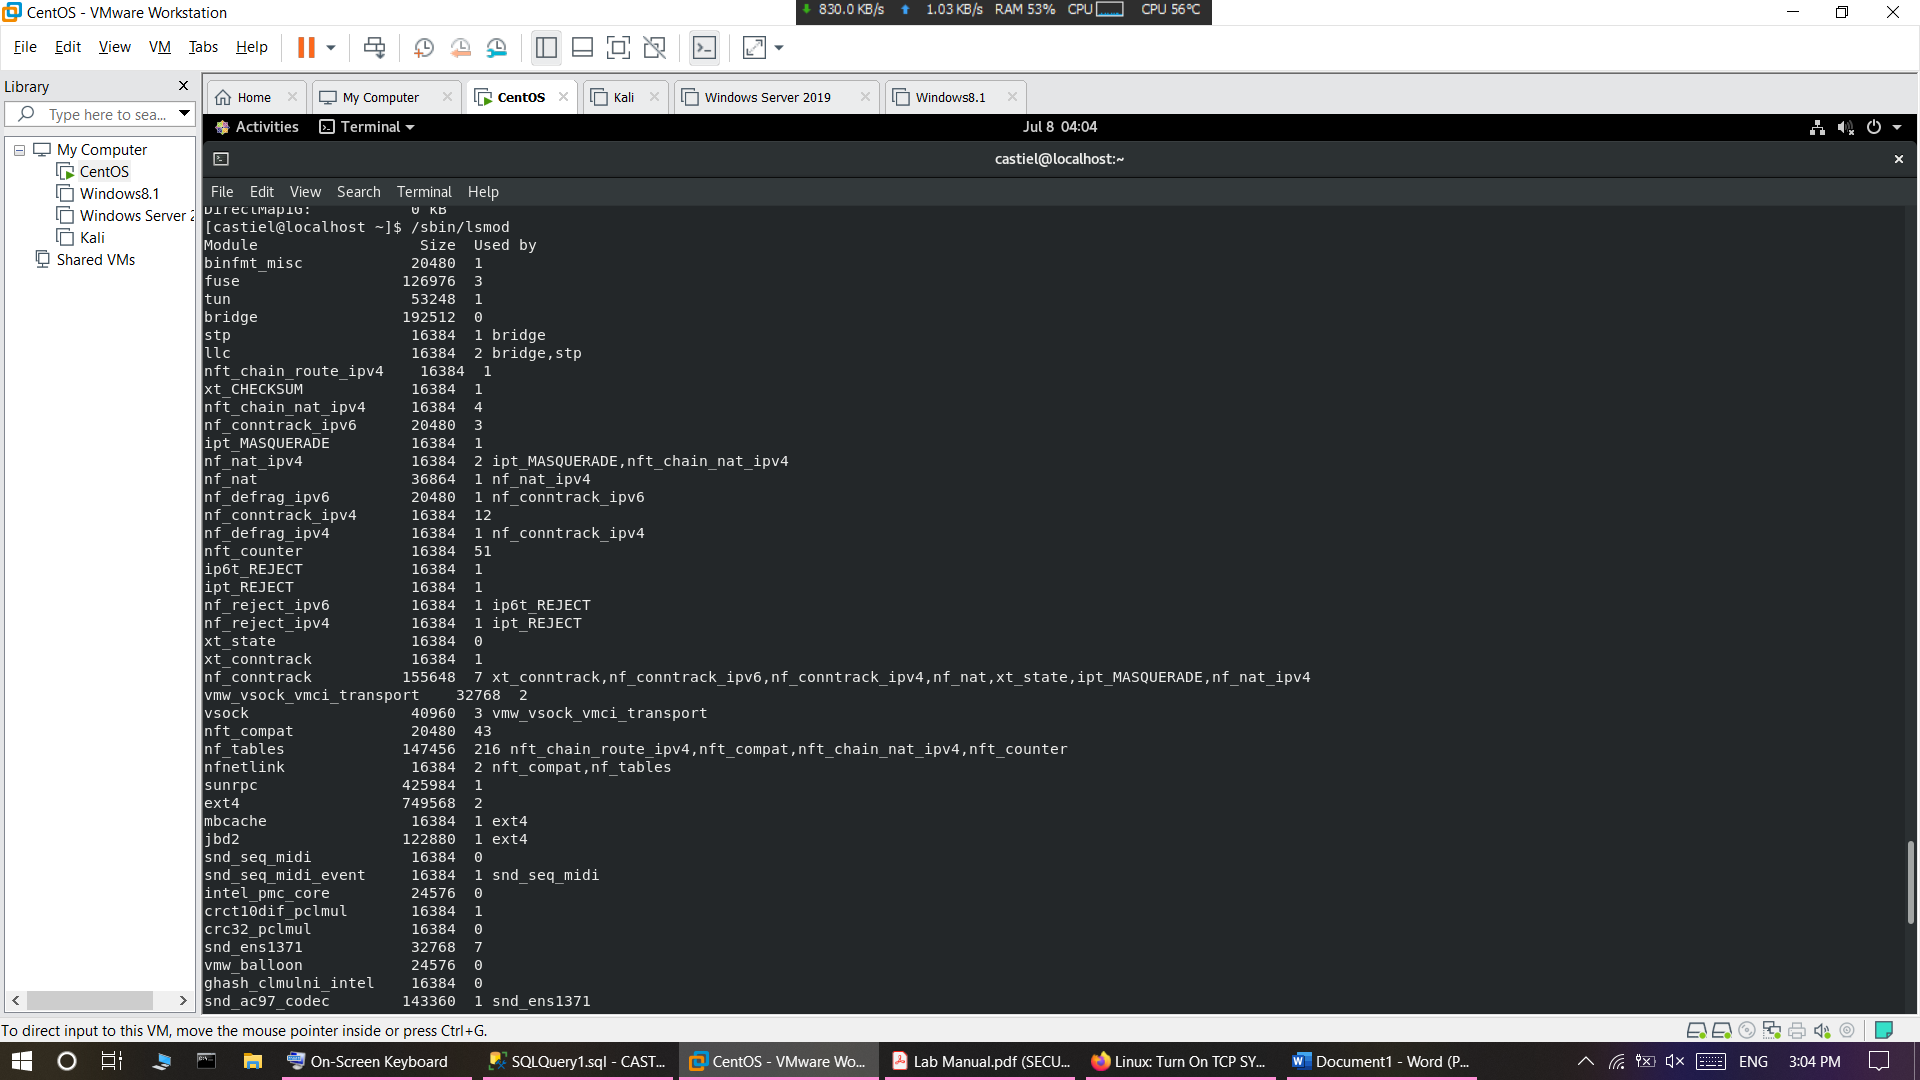 CentOS - VMware Workstation
830.0 KB/s 1.03 KB/s RAM 53% CPU CPU 56°C
File Edit View VM Tabs Help
Library
Type here to sea...
My Computer
CentOS
Windows8.1
Windows Server 2
Kali
Shared VMs
Home My Computer CentOS Kali Windows Server 2019 Windows8.1
Activities Terminal Jul 8 04:04
castiel@localhost:~
File Edit View Search Terminal Help
DirectMap1G: 0 kB
[castiel@localhost ~]$ /sbin/lsmod
Module Size Used by
binfmt_misc 20480 1
fuse 126976 3
tun 53248 1
bridge 192512 0
stp 16384 1 bridge
llc 16384 2 bridge,stp
nft_chain_route_ipv4 16384 1
xt_CHECKSUM 16384 1
nft_chain_nat_ipv4 16384 4
nf_conntrack_ipv6 20480 3
ipt_MASQUERADE 16384 1
nf_nat_ipv4 16384 2 ipt_MASQUERADE,nft_chain_nat_ipv4
nf_nat 36864 1 nf_nat_ipv4
nf_defrag_ipv6 20480 1 nf_conntrack_ipv6
nf_conntrack_ipv4 16384 12
nf_defrag_ipv4 16384 1 nf_conntrack_ipv4
nft_counter 16384 51
ip6t_REJECT 16384 1
ipt_REJECT 16384 1
nf_reject_ipv6 16384 1 ip6t_REJECT
nf_reject_ipv4 16384 1 ipt_REJECT
xt_state 16384 0
xt_conntrack 16384 1
nf_conntrack 155648 7 xt_conntrack,nf_conntrack_ipv6,nf_conntrack_ipv4,nf_nat,xt_state,ipt_MASQUERADE,nf_nat_ipv4
vmw_vsock_vmci_transport 32768 2
vsock 40960 3 vmw_vsock_vmci_transport
nft_compat 20480 43
nf_tables 147456 216 nft_chain_route_ipv4,nft_compat,nft_chain_nat_ipv4,nft_counter
nfnetlink 16384 2 nft_compat,nf_tables
sunrpc 425984 1
ext4 749568 2
mbcache 16384 1 ext4
jbd2 122880 1 ext4
snd_seq_midi 16384 0
snd_seq_midi_event 16384 1 snd_seq_midi
intel_pmc_core 24576 0
crct10dif_pclmul 16384 1
crc32_pclmul 16384 0
snd_ens1371 32768 7
vmw_balloon 24576 0
ghash_clmulni_intel 16384 0
snd_ac97_codec 143360 1 snd_ens1371
To direct input to this VM, move the mouse pointer inside or press Ctrl+G.
On-Screen Keyboard SQLQuery1.sql - CAST... CentOS - VMware Wo... Lab Manual.pdf (SECU... Linux: Turn On TCP SY... Document1 - Word (P... ENG 3:04 PM